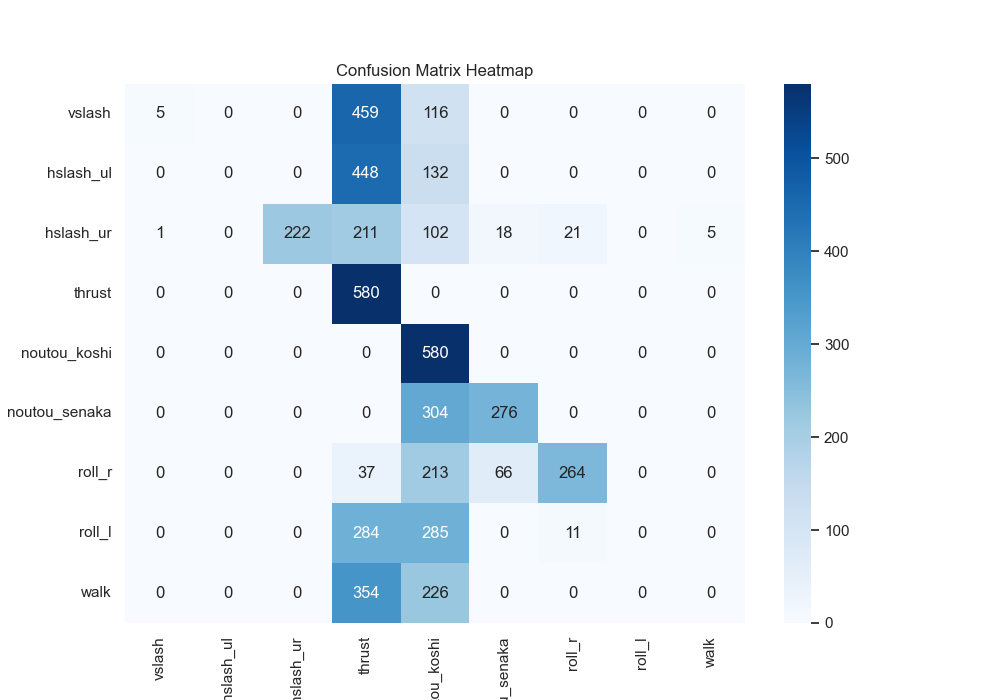 Confusion Matrix Heatmap
vslash 5 0 0 459 116 0 0 0 0
hslash_ul 0 0 0 448 132 0 0 0 0
hslash_ur 1 0 222 211 102 18 21 0 5
thrust 0 0 0 580 0 0 0 0 0
noutou_koshi 0 0 0 0 580 0 0 0 0
noutou_senaka 0 0 0 0 304 276 0 0 0
roll_r 0 0 0 37 213 66 264 0 0
roll_l 0 0 0 284 285 0 11 0 0
walk 0 0 0 354 226 0 0 0 0
vslash
hslash_ul
hslash_ur
thrust
ou_koshi
u_senaka
roll_r
roll_l
walk
500
400
300
200
100
0